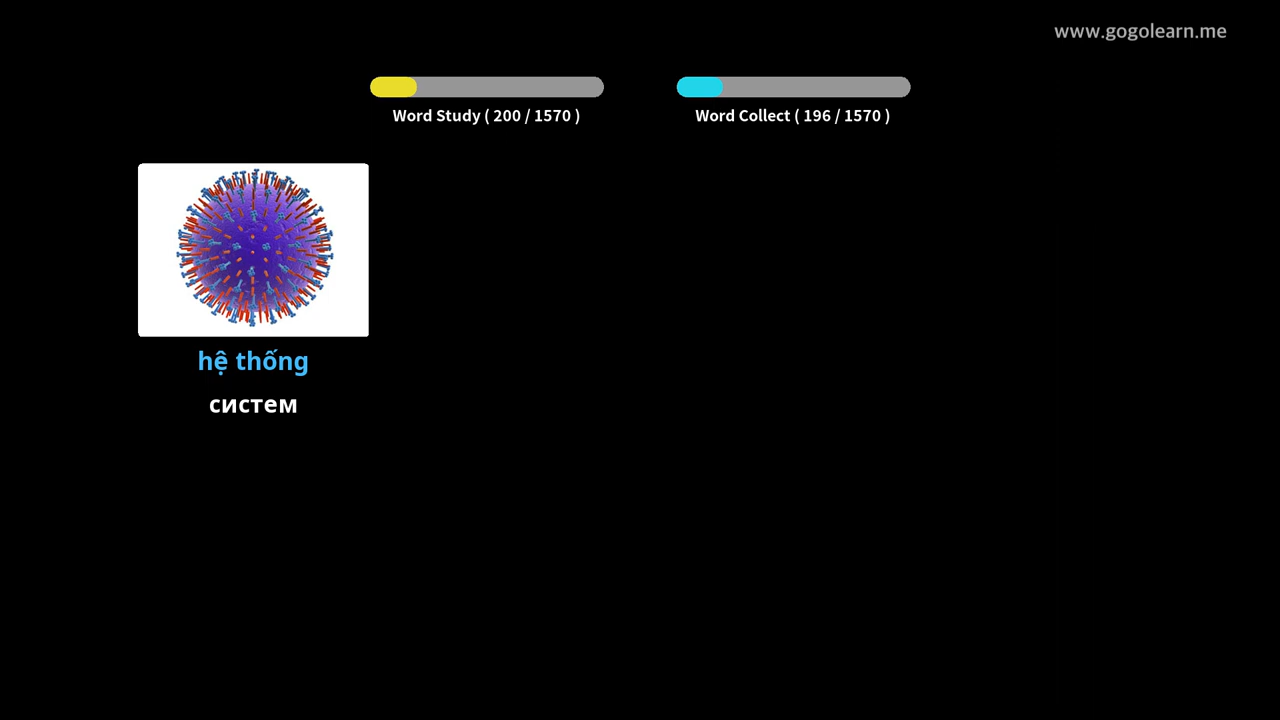 www.gogolearn.me
Word Study ( 200 / 1570 )
Word Collect ( 196 / 1570 )
hệ thống
систем